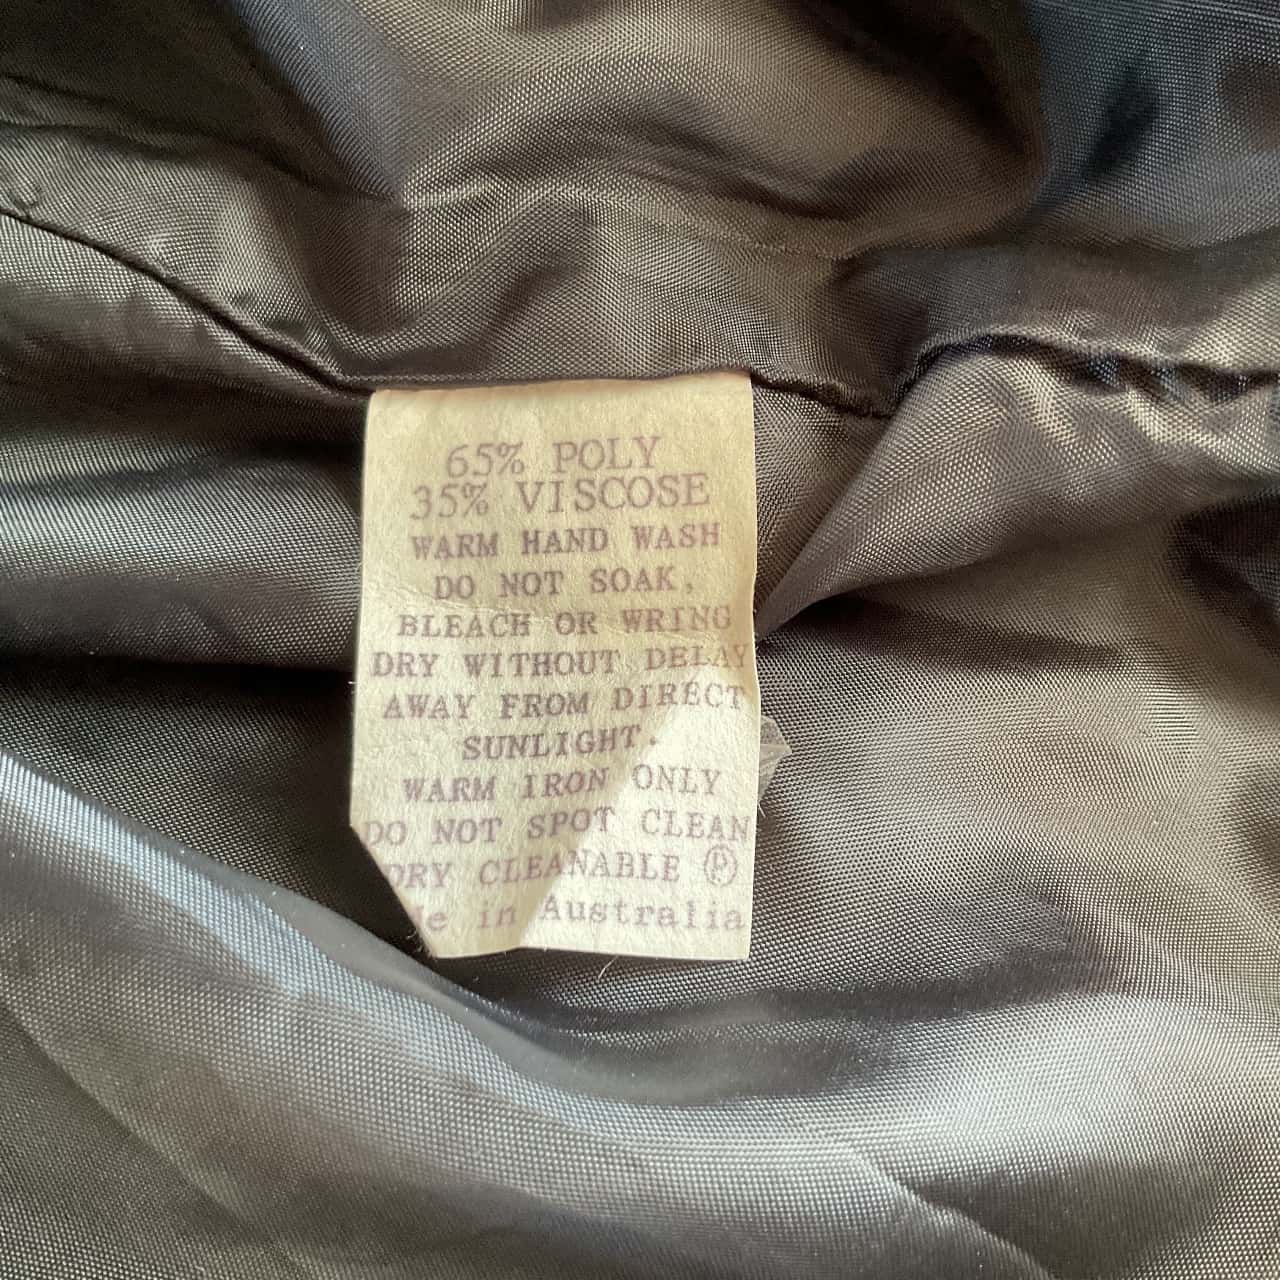 65% POLY
35% VISCOSE
WARM HAND WASH
DO NOT SOAK,
BLEACH OR WRING
DRY WITHOUT DELAY
AWAY FROM DIRECT
SUNLIGHT.
WARM IRON ONLY
DO NOT SPOT CLEAN
DRY CLEANABLE Ⓟ
in Australia